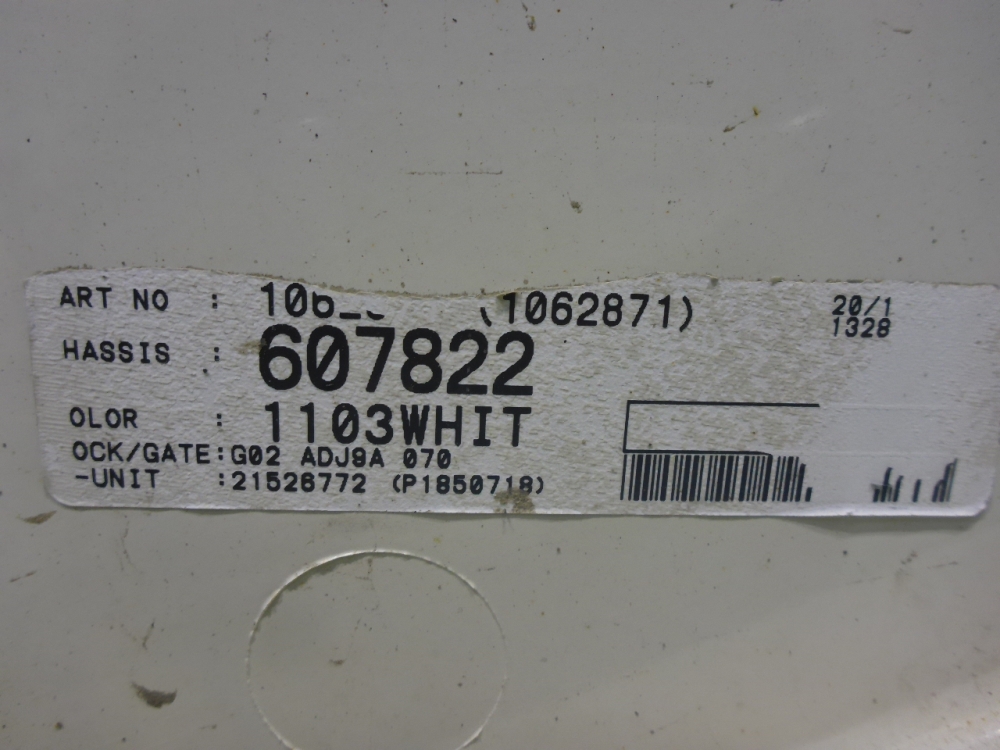 ART NO : (1062871) 20/1
1328
HASSIS : 607822
OLOR : 1103WHIT
OCK/GATE:G02 ADJ9A 070
-UNIT :21526772 (P1850718)